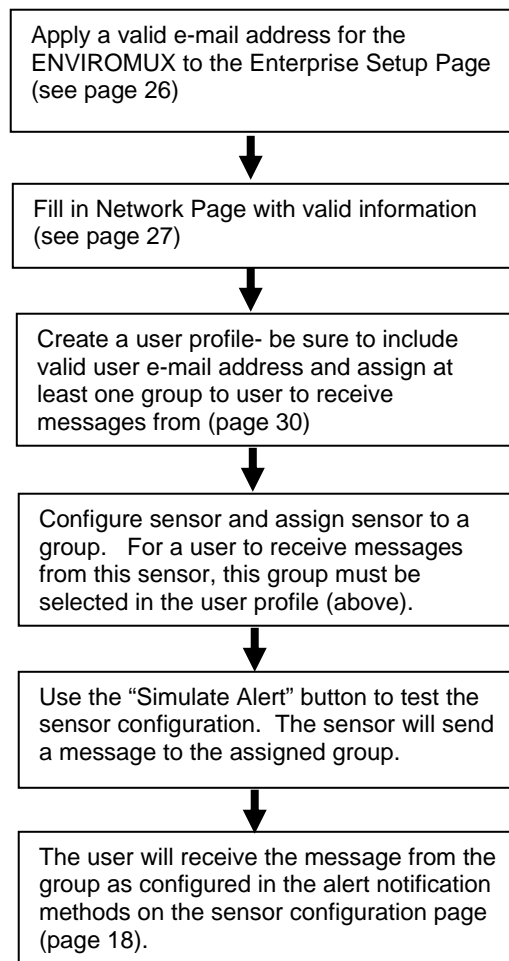 Apply a valid e-mail address for the
ENVIROMUX to the Enterprise Setup Page
(see page 26)
Fill in Network Page with valid information
(see page 27)
Create a user profile- be sure to include
valid user e-mail address and assign at
least one group to user to receive
messages from (page 30)
Configure sensor and assign sensor to a
group. For a user to receive messages
from this sensor, this group must be
selected in the user profile (above).
Use the “Simulate Alert” button to test the
sensor configuration. The sensor will send
a message to the assigned group.
The user will receive the message from the
group as configured in the alert notification
methods on the sensor configuration page
(page 18).